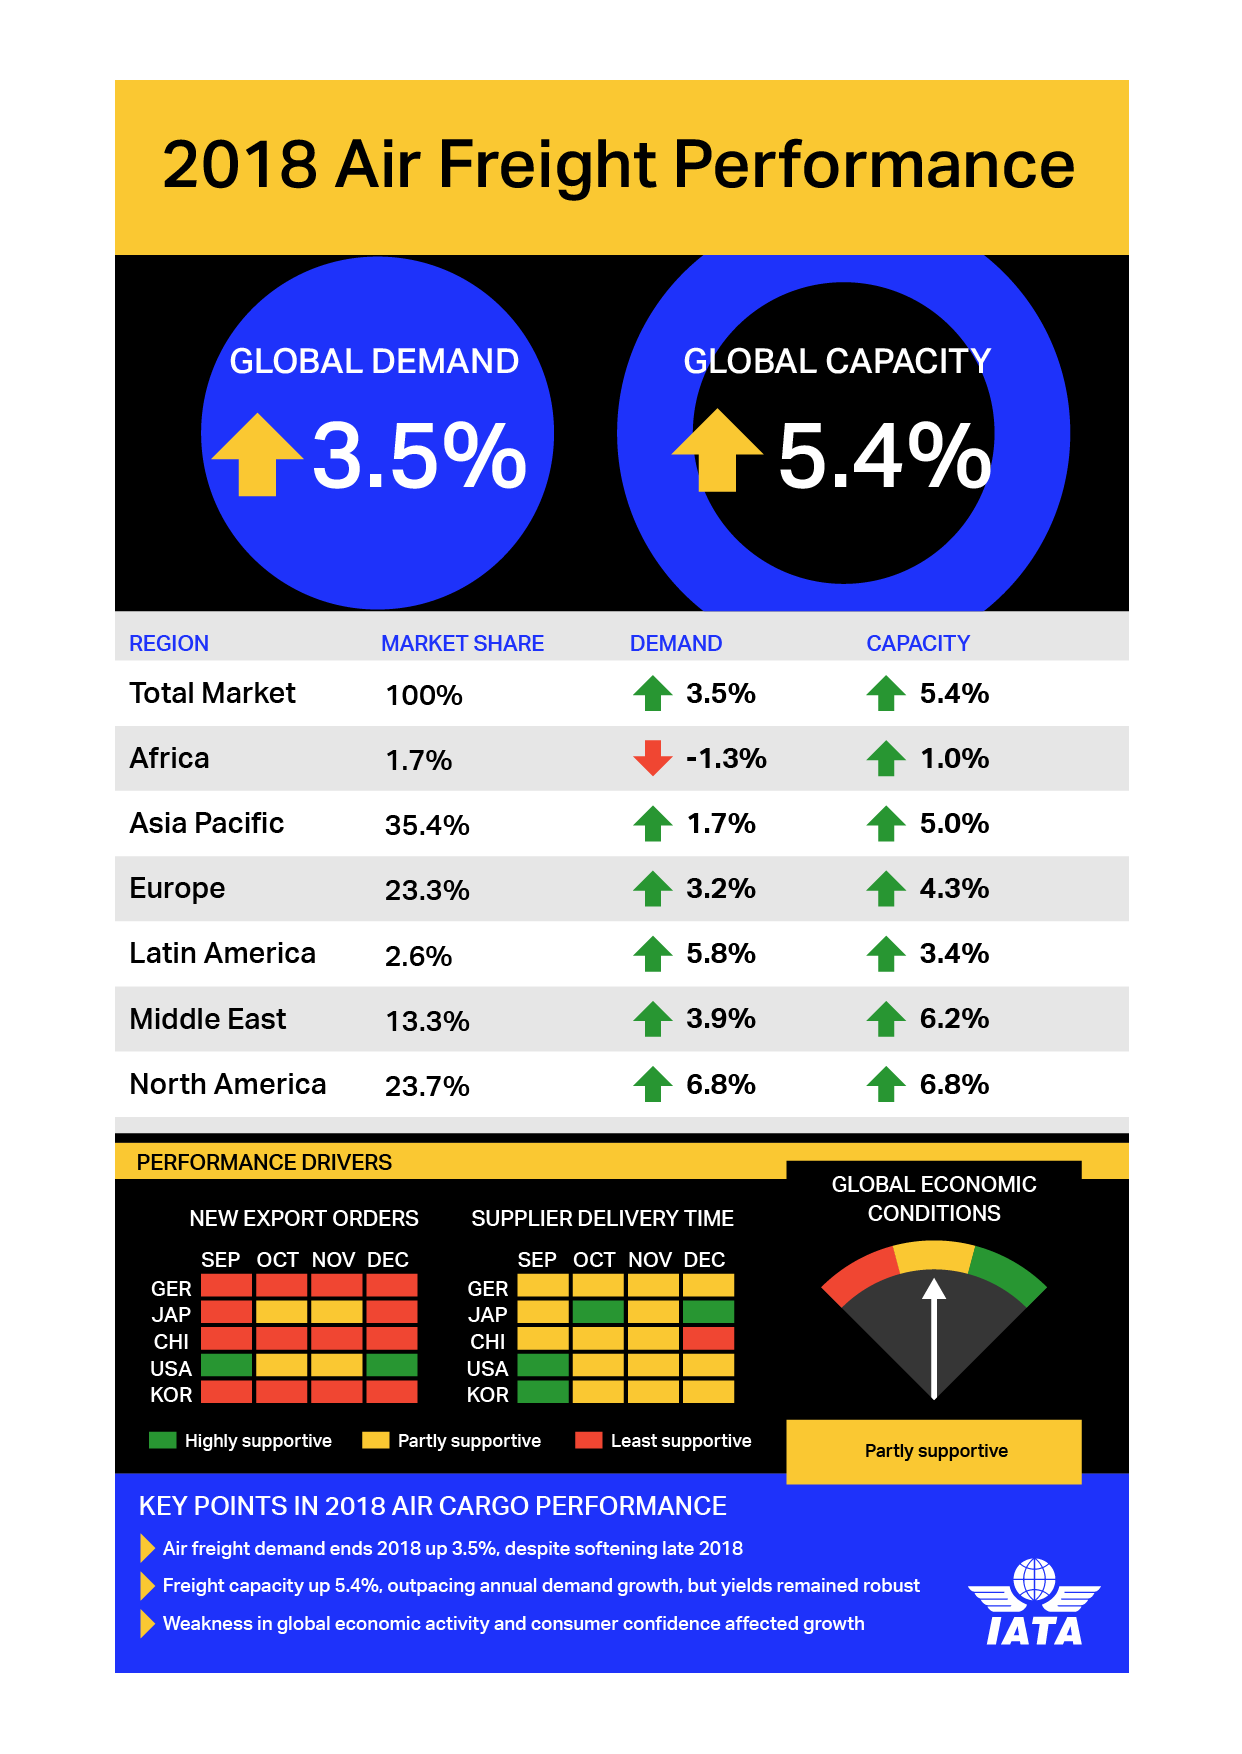 2018 Air Freight Performance
GLOBAL DEMAND
3.5%
GLOBAL CAPACITY
5.4%
REGION MARKET SHARE DEMAND CAPACITY
Total Market 100% 3.5% 5.4%
Africa 1.7% -1.3% 1.0%
Asia Pacific 35.4% 1.7% 5.0%
Europe 23.3% 3.2% 4.3%
Latin America 2.6% 5.8% 3.4%
Middle East 13.3% 3.9% 6.2%
North America 23.7% 6.8% 6.8%
PERFORMANCE DRIVERS
NEW EXPORT ORDERS
SEP OCT NOV DEC
GER
JAP
CHI
USA
KOR
SUPPLIER DELIVERY TIME
SEP OCT NOV DEC
GER
JAP
CHI
USA
KOR
Highly supportive Partly supportive Least supportive
GLOBAL ECONOMIC
CONDITIONS
Partly supportive
KEY POINTS IN 2018 AIR CARGO PERFORMANCE
Air freight demand ends 2018 up 3.5%, despite softening late 2018
Freight capacity up 5.4%, outpacing annual demand growth, but yields remained robust
Weakness in global economic activity and consumer confidence affected growth
IATA